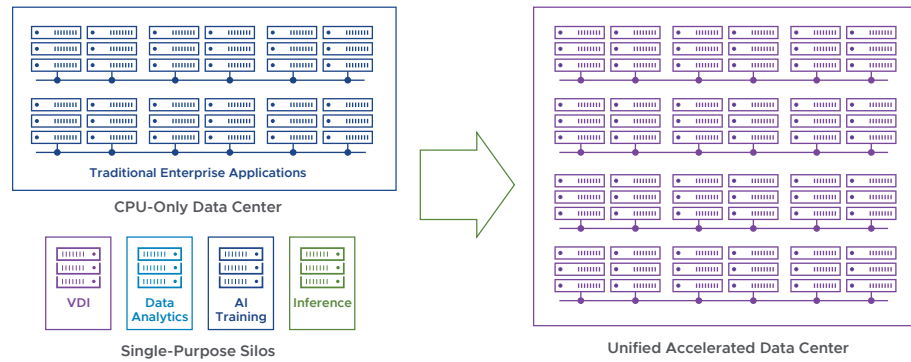 Traditional Enterprise Applications
CPU-Only Data Center
VDI
Data
Analytics
AI
Training
Inference
Single-Purpose Silos
Unified Accelerated Data Center